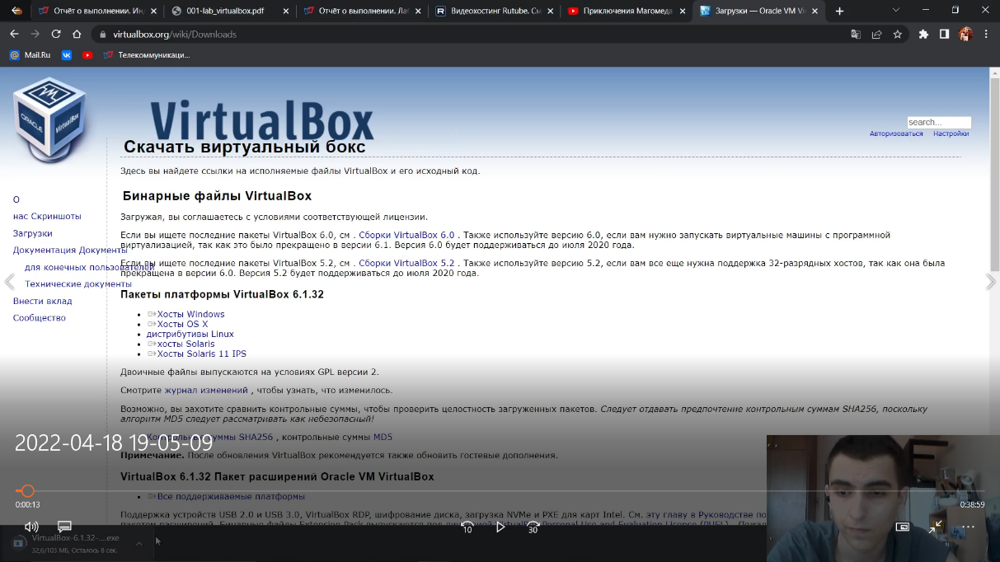 Отчёт о выполнении. Инд
001-lab_virtualbox.pdf
Отчёт о выполнении. Лаб
Видеохостинг Rutube. См
Приключения Магомеда
Загрузки — Oracle VM Vi
virtualbox.org/wiki/Downloads
Mail.Ru
Телекоммуникаци...
ORACLE
VirtualBox
VirtualBox
search...
Авторизоваться Настройки
Скачать виртуальный бокс
Здесь вы найдете ссылки на исполняемые файлы VirtualBox и его исходный код.
О
нас Скриншоты
Загрузки
Документация Документы
для конечных пользователей
Технические документы
Внести вклад
Сообщество
Бинарные файлы VirtualBox
Загружая, вы соглашаетесь с условиями соответствующей лицензии.
Если вы ищете последние пакеты VirtualBox 6.0, см . Сборки VirtualBox 6.0 . Также используйте версию 6.0, если вам нужно запускать виртуальные машины с программной
виртуализацией, так как это было прекращено в версии 6.1. Версия 6.0 будет поддерживаться до июля 2020 года.
Если вы ищете последние пакеты VirtualBox 5.2, см . Сборки VirtualBox 5.2 . Также используйте версию 5.2, если вам все еще нужна поддержка 32-разрядных хостов, так как она была
прекращена в версии 6.0. Версия 5.2 будет поддерживаться до июля 2020 года.
Пакеты платформы VirtualBox 6.1.32
Хосты Windows
Хосты OS X
дистрибутивы Linux
хосты Solaris
Хосты Solaris 11 IPS
Двоичные файлы выпускаются на условиях GPL версии 2.
Смотрите журнал изменений , чтобы узнать, что изменилось.
Возможно, вы захотите сравнить контрольные суммы, чтобы проверить целостность загруженных пакетов. Следует отдавать предпочтение контрольным суммам SHA256, поскольку
алгоритм MD5 следует рассматривать как небезопасный!
Контрольные суммы SHA256 , контрольные суммы MD5
2022-04-18 19-05-09
Примечание. После обновления VirtualBox рекомендуется также обновить гостевые дополнения.
VirtualBox 6.1.32 Пакет расширений Oracle VM VirtualBox
Все поддерживаемые платформы
0:00:13
0:38:59
Поддержка устройств USB 2.0 и USB 3.0, VirtualBox RDP, шифрование диска, загрузка NVMe и PXE для карт Intel. См. эту главу в Руководстве по
10
30
VirtualBox-6.1.32-....exe
32,6/103 МБ, Осталось 8 сек.